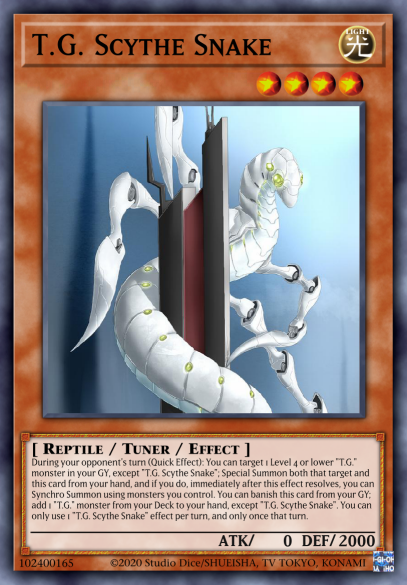 T.G. Scythe Snake
LIGHT
光
[ Reptile / Tuner / Effect ]
During your opponent's turn (Quick Effect): You can target 1 Level 4 or lower "T.G."
monster in your GY, except "T.G. Scythe Snake"; Special Summon both that target and
this card from your hand, and if you do, immediately after this effect resolves, you can
Synchro Summon using monsters you control. You can banish this card from your GY;
add 1 "T.G." monster from your Deck to your hand, except "T.G. Scythe Snake". You can
only use 1 "T.G. Scythe Snake" effect per turn, and only once that turn.
ATK/ 0 DEF/ 2000
102400165 ©2020 Studio Dice/SHUEISHA, TV TOKYO, KONAMI